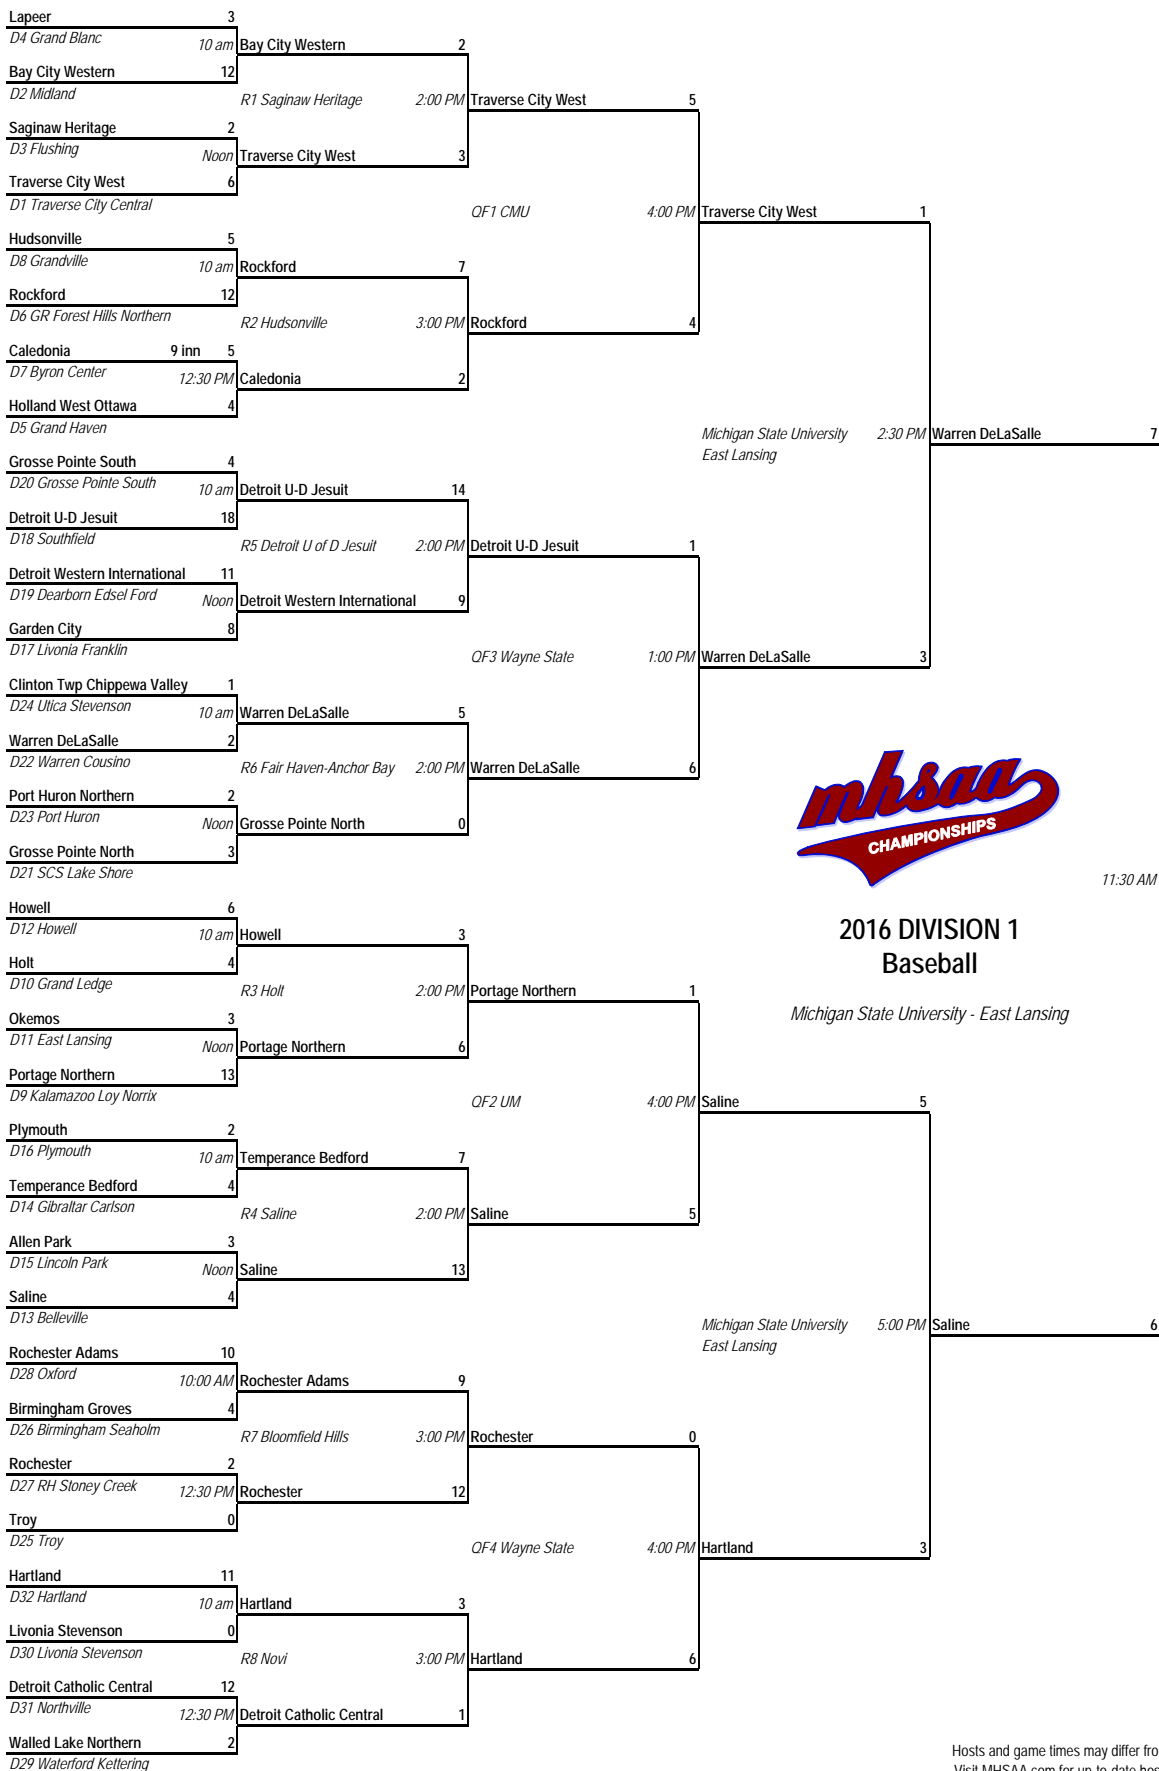 Lapeer 3
D4 Grand Blanc 10 am Bay City Western 2
Bay City Western 12
D2 Midland R1 Saginaw Heritage 2:00 PM Traverse City West 5
Saginaw Heritage 2
D3 Flushing Noon Traverse City West 3
Traverse City West 6
D1 Traverse City Central QF1 CMU 4:00 PM Traverse City West 1
Hudsonville 5
D8 Grandville 10 am Rockford 7
Rockford 12
D6 GR Forest Hills Northern R2 Hudsonville 3:00 PM Rockford 4
Caledonia 9 inn 5
D7 Byron Center 12:30 PM Caledonia 2
Holland West Ottawa 4
D5 Grand Haven Michigan State University 2:30 PM Warren DeLaSalle 7
East Lansing
Grosse Pointe South 4
D20 Grosse Pointe South 10 am Detroit U-D Jesuit 14
Detroit U-D Jesuit 18
D18 Southfield R5 Detroit U of D Jesuit 2:00 PM Detroit U-D Jesuit 1
Detroit Western International 11
D19 Dearborn Edsel Ford Noon Detroit Western International 9
Garden City 8
D17 Livonia Franklin QF3 Wayne State 1:00 PM Warren DeLaSalle 3
Clinton Twp Chippewa Valley 1
D24 Utica Stevenson 10 am Warren DeLaSalle 5
Warren DeLaSalle 2
D22 Warren Cousino R6 Fair Haven-Anchor Bay 2:00 PM Warren DeLaSalle 6
Port Huron Northern 2
D23 Port Huron Noon Grosse Pointe North 0
Grosse Pointe North 3
D21 SCS Lake Shore
mhsaa
CHAMPIONSHIPS
11:30 AM
Howell 6
D12 Howell 10 am Howell 3
2016 DIVISION 1
Baseball
Holt 4
D10 Grand Ledge R3 Holt 2:00 PM Portage Northern 1
Michigan State University - East Lansing
Okemos 3
D11 East Lansing Noon Portage Northern 6
Portage Northern 13
D9 Kalamazoo Loy Norrix QF2 UM 4:00 PM Saline 5
Plymouth 2
D16 Plymouth 10 am Temperance Bedford 7
Temperance Bedford 4
D14 Gibraltar Carlson R4 Saline 2:00 PM Saline 5
Allen Park 3
D15 Lincoln Park Noon Saline 13
Saline 4
D13 Belleville Michigan State University 5:00 PM Saline 6
East Lansing
Rochester Adams 10
D28 Oxford 10:00 AM Rochester Adams 9
Birmingham Groves 4
D26 Birmingham Seaholm R7 Bloomfield Hills 3:00 PM Rochester 0
Rochester 2
D27 RH Stoney Creek 12:30 PM Rochester 12
Troy 0
D25 Troy QF4 Wayne State 4:00 PM Hartland 3
Hartland 11
D32 Hartland 10 am Hartland 3
Livonia Stevenson 0
D30 Livonia Stevenson R8 Novi 3:00 PM Hartland 6
Detroit Catholic Central 12
D31 Northville 12:30 PM Detroit Catholic Central 1
Walled Lake Northern 2
D29 Waterford Kettering
Hosts and game times may differ fro
Visit MHSAA.com for up-to-date hos